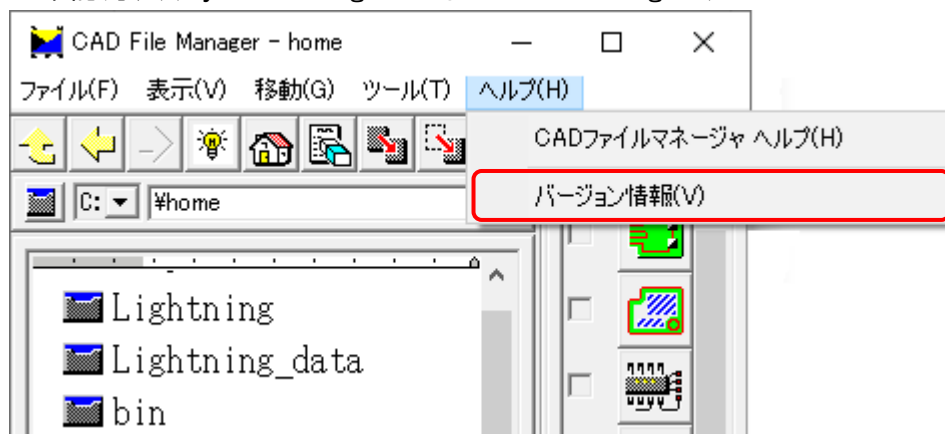 CAD File Manager - home
ファイル(F) 表示(V) 移動(G) ツール(T) ヘルプ(H)
CADファイルマネージャ ヘルプ(H)
バージョン情報(V)
C: ¥home
Lightning
Lightning_data
bin